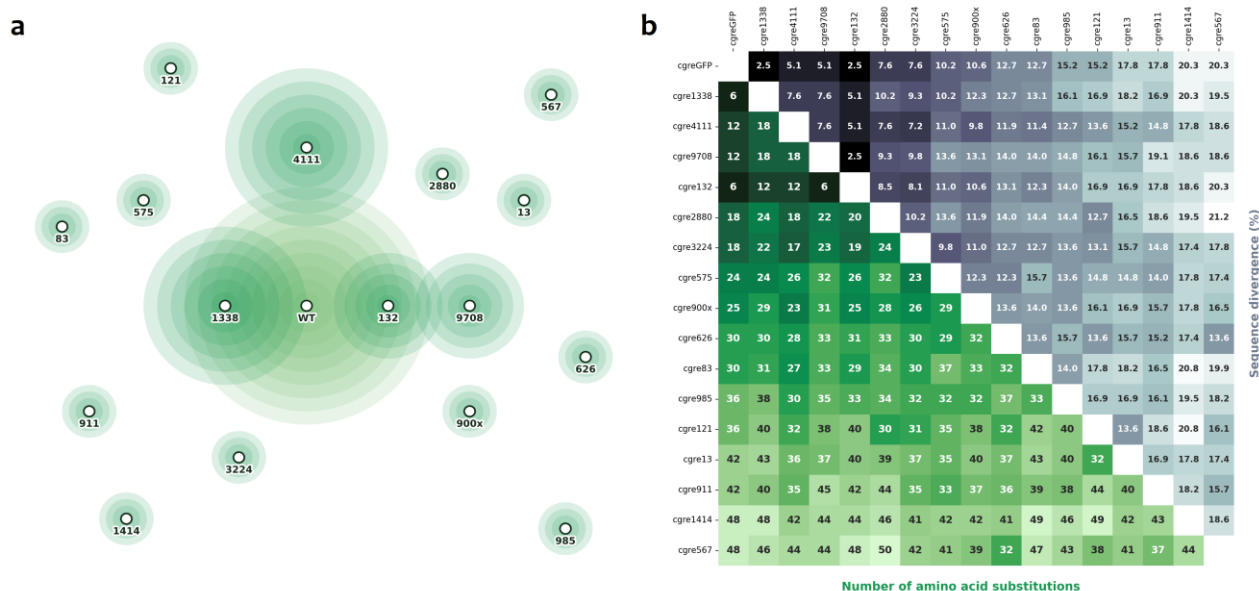 a
121
567
4111
2880
575
13
83
1338
WT
132
9708
626
911
900x
3224
1414
985
b
cgreGFP
cgre1338
cgre4111
cgre9708
cgre132
cgre2880
cgre3224
cgre575
cgre900x
cgre626
cgre83
cgre985
cgre121
cgre13
cgre911
cgre1414
cgre567
cgreGFP 2.5 5.1 5.1 2.5 7.6 7.6 10.2 10.6 12.7 12.7 15.2 15.2 17.8 17.8 20.3 20.3
cgre1338 6 7.6 7.6 5.1 10.2 9.3 10.2 12.3 12.7 13.1 16.1 16.9 18.2 16.9 20.3 19.5
cgre4111 12 18 7.6 5.1 7.6 7.2 11.0 9.8 11.9 11.4 12.7 13.6 15.2 14.8 17.8 18.6
cgre9708 12 18 18 2.5 9.3 9.8 13.6 13.1 14.0 14.0 14.8 16.1 15.7 19.1 18.6 18.6
cgre132 6 12 12 6 8.5 8.1 11.0 10.6 13.1 12.3 14.0 16.9 16.9 17.8 18.6 20.3
cgre2880 18 24 18 22 20 10.2 13.6 11.9 14.0 14.4 14.4 12.7 16.5 18.6 19.5 21.2
cgre3224 18 22 17 23 19 24 9.8 11.0 12.7 12.7 13.6 13.1 15.7 14.8 17.4 17.8
cgre575 24 24 26 32 26 32 23 12.3 12.3 15.7 13.6 14.8 14.8 14.0 17.8 17.4
cgre900x 25 29 23 31 25 28 26 29 13.6 14.0 13.6 16.1 16.9 15.7 17.8 16.5
cgre626 30 30 28 33 31 33 30 29 32 13.6 15.7 13.6 15.7 15.2 17.4 13.6
cgre83 30 31 27 33 29 34 30 37 33 32 14.0 17.8 18.2 16.5 20.8 19.9
cgre985 36 38 30 35 33 34 32 32 32 37 33 16.9 16.9 16.1 19.5 18.2
cgre121 36 40 32 38 40 30 31 35 38 32 42 40 13.6 18.6 20.8 16.1
cgre13 42 43 36 37 40 39 37 35 40 37 43 40 32 16.9 17.8 17.4
cgre911 42 40 35 45 42 44 35 33 37 36 39 38 44 40 18.2 15.7
cgre1414 48 48 42 44 44 46 41 42 42 41 49 46 49 42 43 18.6
cgre567 48 46 44 44 48 50 42 41 39 32 47 43 38 41 37 44
Sequence divergence (%)
Number of amino acid substitutions